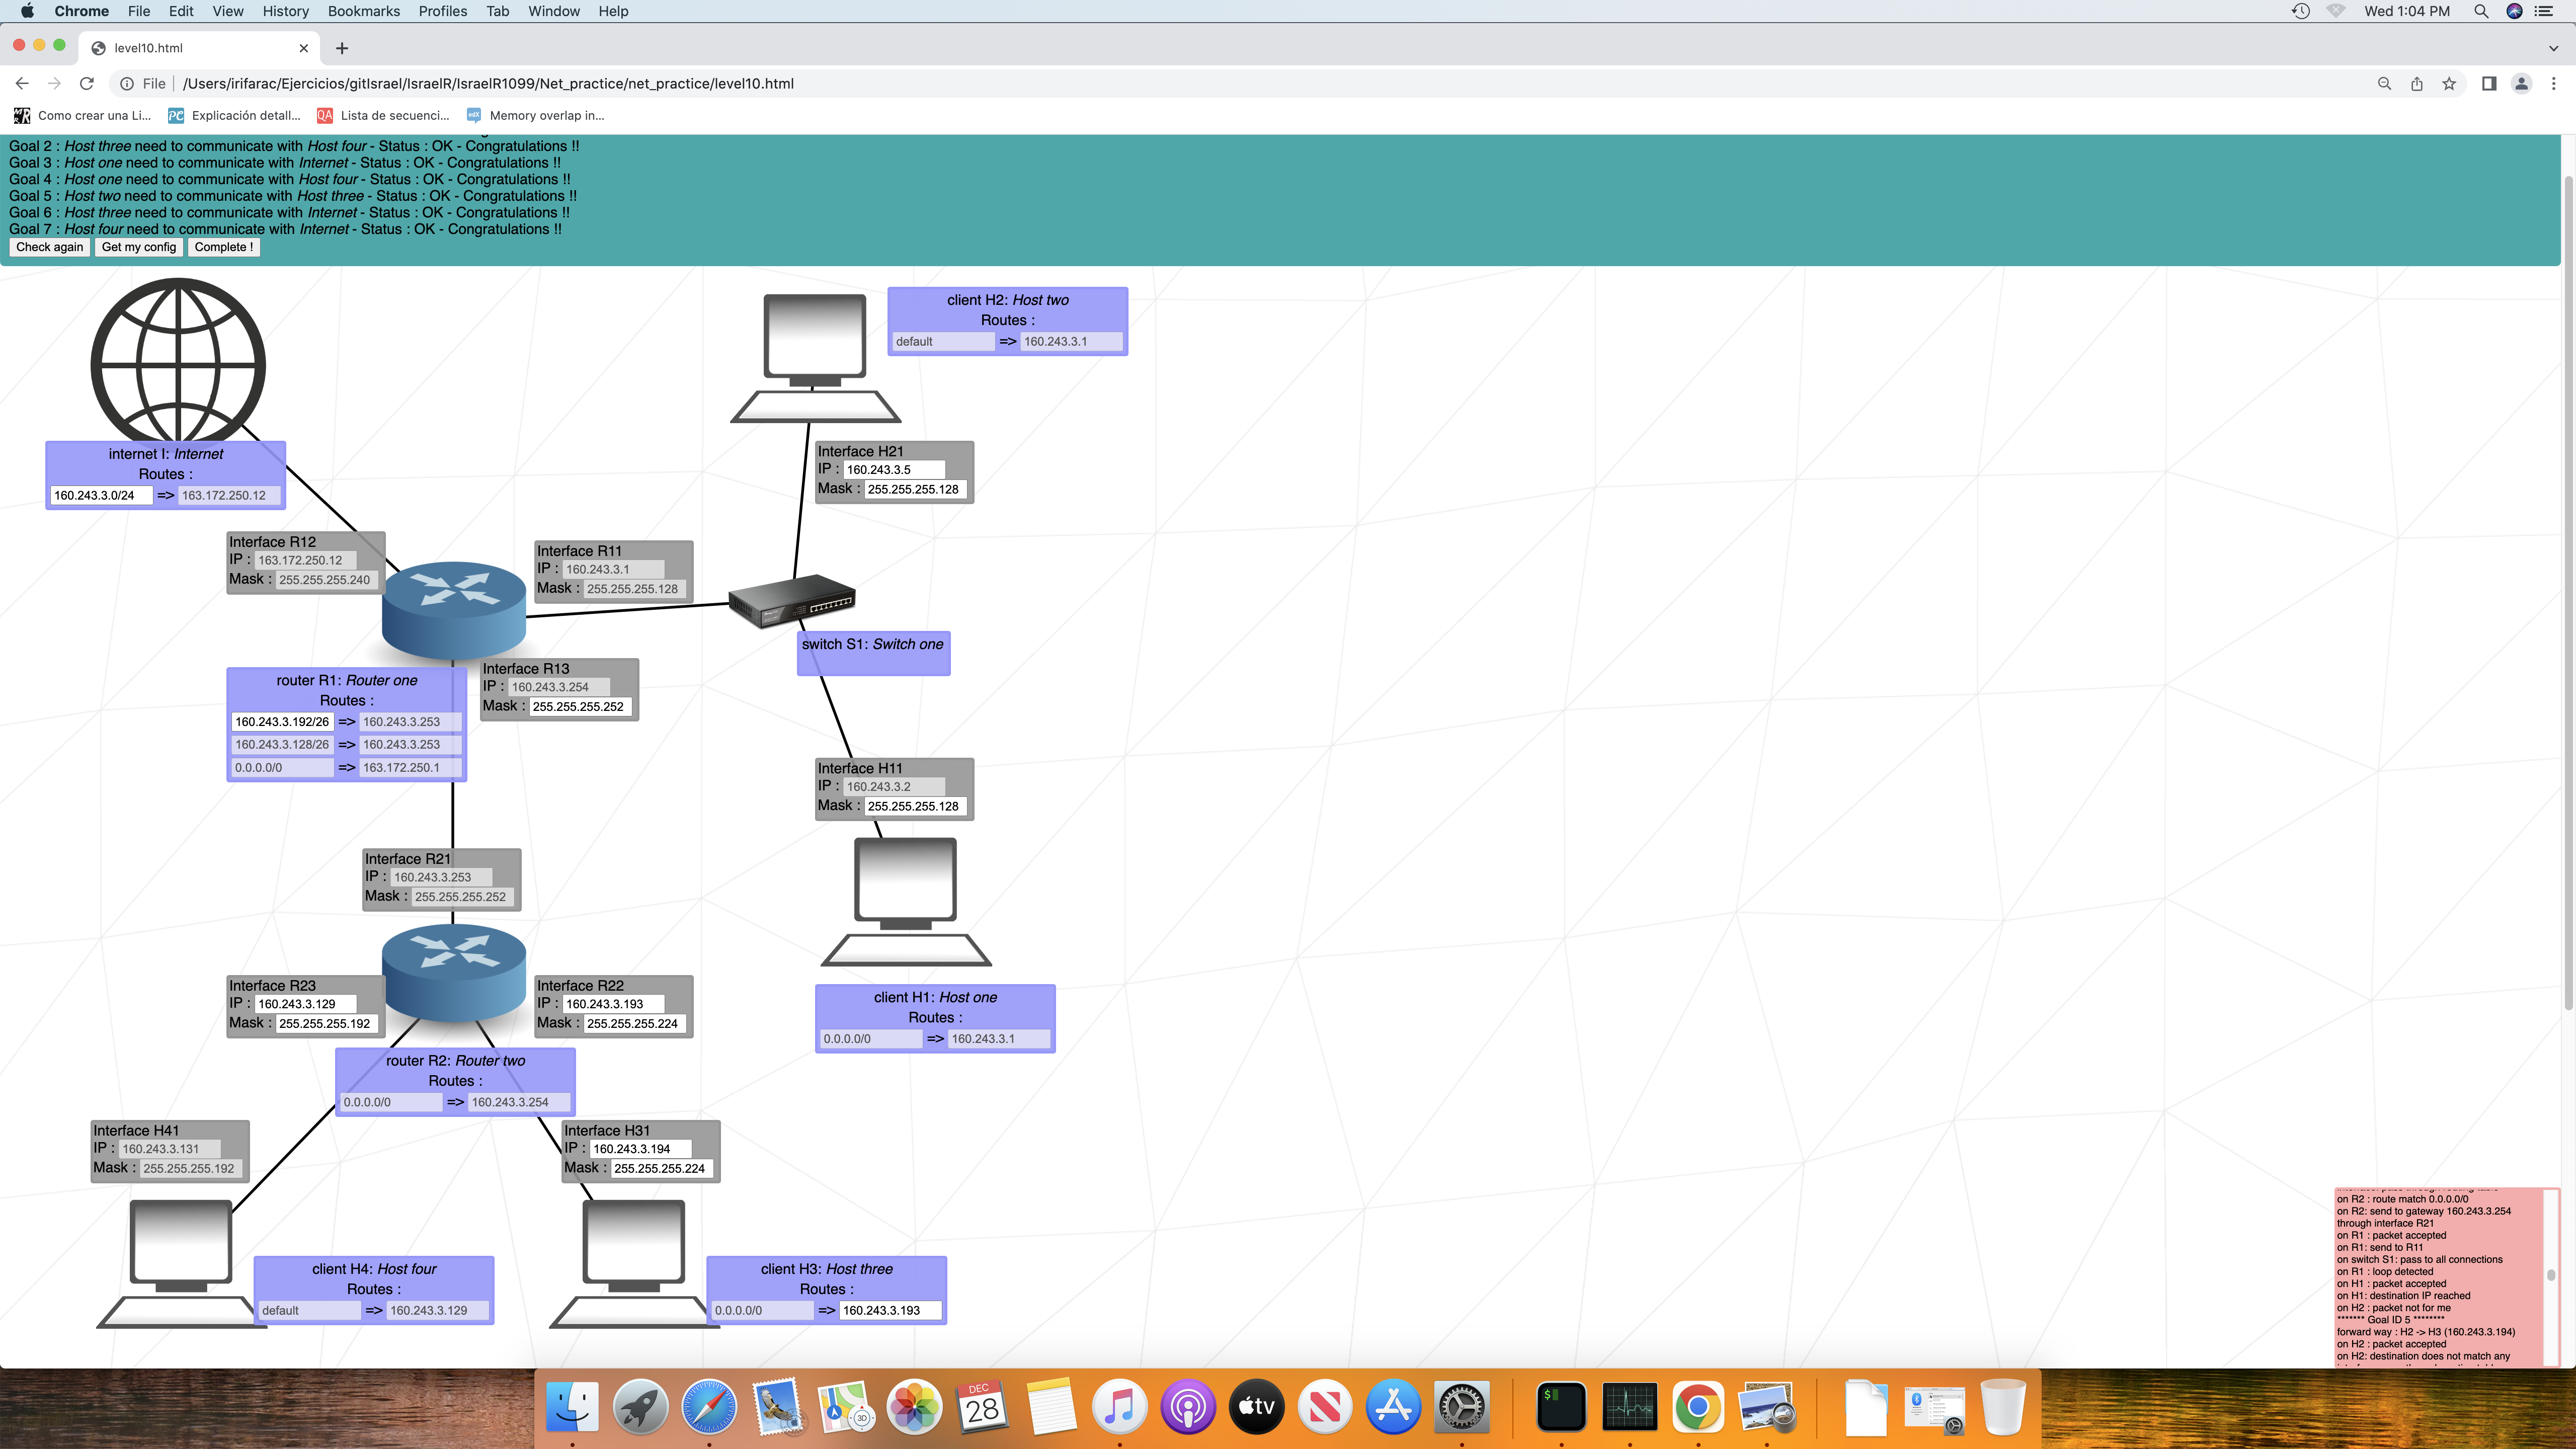 Chrome File Edit View History Bookmarks Profiles Tab Window Help
Wed 1:04 PM
level10.html
File /Users/irifarac/Ejercicios/gitIsrael/IsraelR/IsraelR1099/Net_practice/net_practice/level10.html
Como crear una Li... Explicación detall... Lista de secuenci... Memory overlap in...
Goal 2 : Host three need to communicate with Host four - Status : OK - Congratulations !!
Goal 3 : Host one need to communicate with Internet - Status : OK - Congratulations !!
Goal 4 : Host one need to communicate with Host four - Status : OK - Congratulations !!
Goal 5 : Host two need to communicate with Host three - Status : OK - Congratulations !!
Goal 6 : Host three need to communicate with Internet - Status : OK - Congratulations !!
Goal 7 : Host four need to communicate with Internet - Status : OK - Congratulations !!
Check again Get my config Complete !
client H2: Host two
Routes :
default => 160.243.3.1
internet I: Internet
Routes :
160.243.3.0/24 => 163.172.250.12
Interface H21
IP : 160.243.3.5
Mask : 255.255.255.128
Interface R12
IP : 163.172.250.12
Mask : 255.255.255.240
Interface R11
IP : 160.243.3.1
Mask : 255.255.255.128
switch S1: Switch one
Interface R13
IP : 160.243.3.254
Mask : 255.255.255.252
router R1: Router one
Routes :
160.243.3.192/26 => 160.243.3.253
160.243.3.128/26 => 160.243.3.253
0.0.0.0/0 => 163.172.250.1
Interface H11
IP : 160.243.3.2
Mask : 255.255.255.128
Interface R21
IP : 160.243.3.253
Mask : 255.255.255.252
Interface R23
IP : 160.243.3.129
Mask : 255.255.255.192
Interface R22
IP : 160.243.3.193
Mask : 255.255.255.224
client H1: Host one
Routes :
0.0.0.0/0 => 160.243.3.1
router R2: Router two
Routes :
0.0.0.0/0 => 160.243.3.254
Interface H41
IP : 160.243.3.131
Mask : 255.255.255.192
Interface H31
IP : 160.243.3.194
Mask : 255.255.255.224
client H4: Host four
Routes :
default => 160.243.3.129
client H3: Host three
Routes :
0.0.0.0/0 => 160.243.3.193
on R2 : route match 0.0.0.0/0
on R2: send to gateway 160.243.3.254
through interface R21
on R1 : packet accepted
on R1: send to R11
on switch S1: pass to all connections
on R1 : loop detected
on H1 : packet accepted
on H1: destination IP reached
on H2 : packet not for me
******* Goal ID 5 ********
forward way : H2 -> H3 (160.243.3.194)
on H2 : packet accepted
on H2: destination does not match any
3D
DEC
28
tv
$